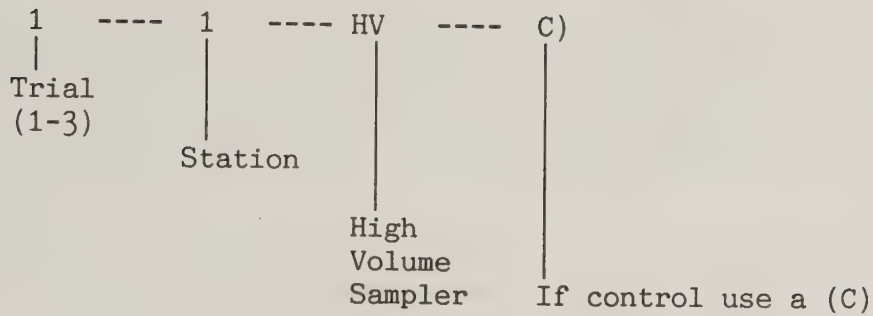 1 ---- 1 ---- HV ---- C)
Trial
(1-3)
Station
High
Volume
Sampler If control use a (C)